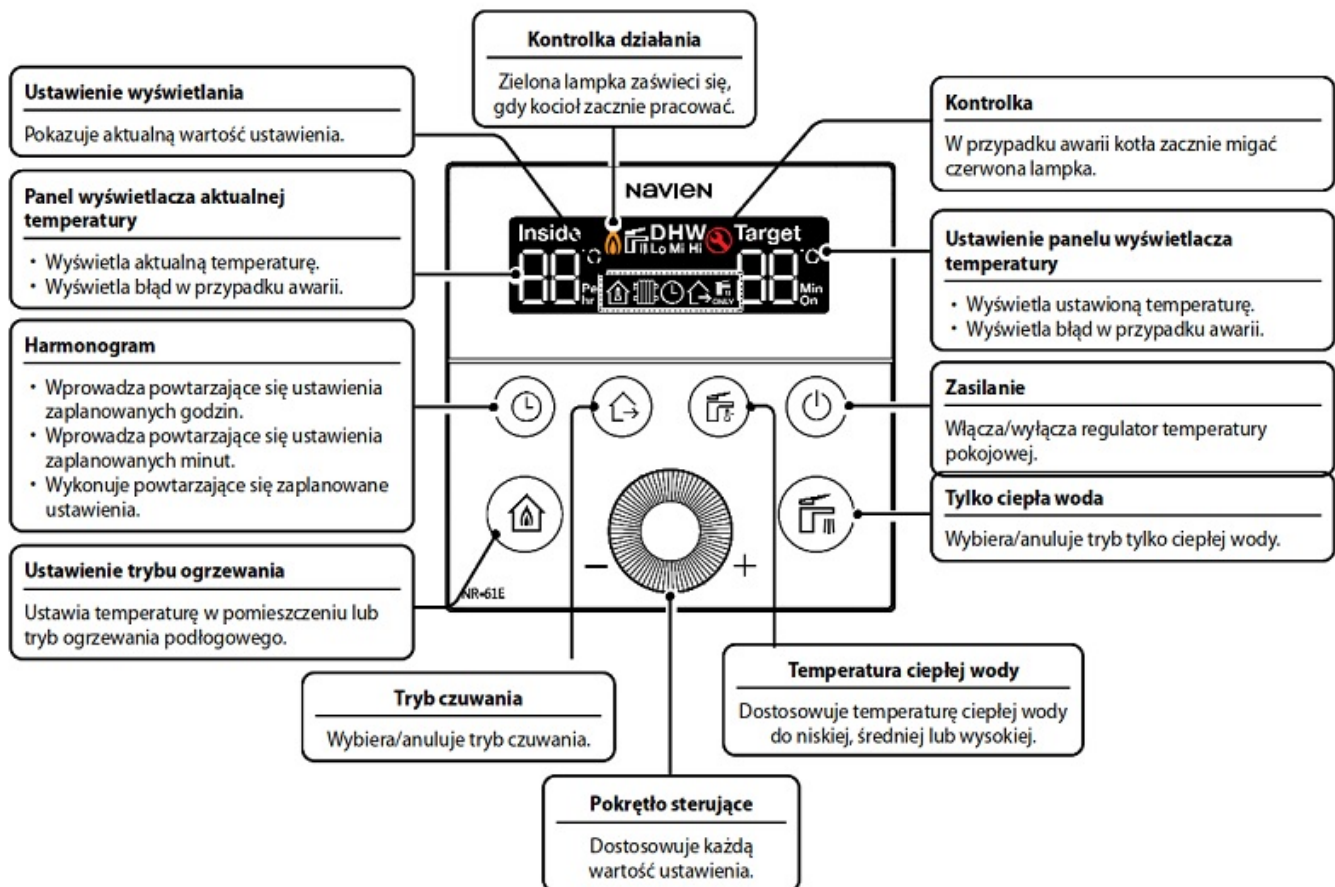 Kontrolka działania
Zielona lampka zaświeci się,
gdy kocioł zacznie pracować.
Ustawienie wyświetlania
Pokazuje aktualną wartość ustawienia.
Kontrolka
W przypadku awarii kotła zacznie migać
czerwona lampka.
Panel wyświetlacza aktualnej
temperatury
• Wyświetla aktualną temperaturę.
• Wyświetla błąd w przypadku awarii.
Ustawienie panelu wyświetlacza
temperatury
• Wyświetla ustawioną temperaturę.
• Wyświetla błąd w przypadku awarii.
NAVIEN
Inside DHW Target
Lo Mi Hi
88 °C 88 °C
Pe
hr
ONLY
Min
On
Harmonogram
• Wprowadza powtarzające się ustawienia
zaplanowanych godzin.
• Wprowadza powtarzające się ustawienia
zaplanowanych minut.
• Wykonuje powtarzające się zaplanowane
ustawienia.
Zasilanie
Włącza/wyłącza regulator temperatury
pokojowej.
Tylko ciepła woda
Wybiera/anuluje tryb tylko ciepłej wody.
Ustawienie trybu ogrzewania
Ustawia temperaturę w pomieszczeniu lub
tryb ogrzewania podłogowego.
− +
NR-61E
Tryb czuwania
Wybiera/anuluje tryb czuwania.
Temperatura ciepłej wody
Dostosowuje temperaturę ciepłej wody
do niskiej, średniej lub wysokiej.
Pokrętło sterujące
Dostosowuje każdą
wartość ustawienia.